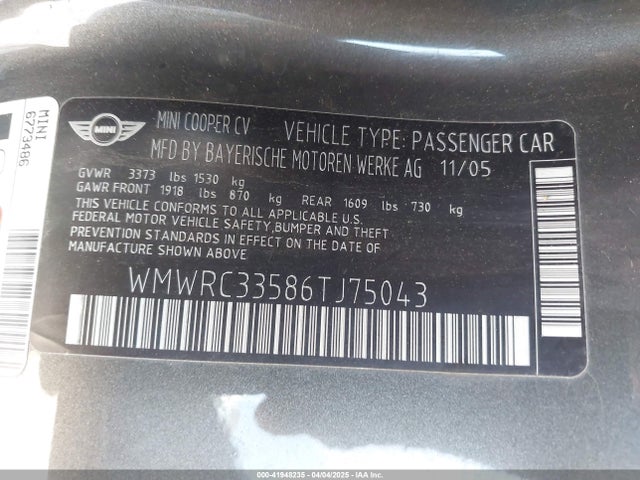 MINI
6773486
MINI
MINI COOPER CV VEHICLE TYPE: PASSENGER CAR
MFD BY BAYERISCHE MOTOREN WERKE AG 11/05
GVWR 3373 lbs 1530 kg
GAWR FRONT 1918 lbs 870 kg REAR 1609 lbs 730 kg
THIS VEHICLE CONFORMS TO ALL APPLICABLE U.S.
FEDERAL MOTOR VEHICLE SAFETY,BUMPER AND THEFT
PREVENTION STANDARDS IN EFFECT ON THE DATE OF
MANUFACTURE SHOWN ABOVE
WMWRC33586TJ75043
000-41948235 - 04/04/2025 - IAAI.com